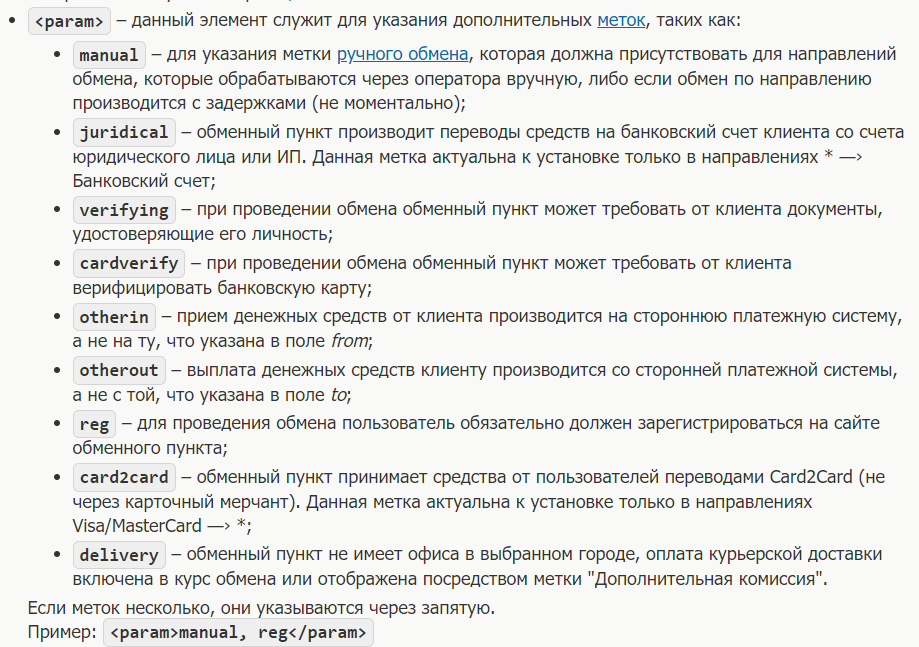 <param> – данный элемент служит для указания дополнительных меток, таких как:
manual – для указания метки ручного обмена, которая должна присутствовать для направлений
обмена, которые обрабатываются через оператора вручную, либо если обмен по направлению
производится с задержками (не моментально);
juridical – обменный пункт производит переводы средств на банковский счет клиента со счета
юридического лица или ИП. Данная метка актуальна к установке только в направлениях * —›
Банковский счет;
verifying – при проведении обмена обменный пункт может требовать от клиента документы,
удостоверяющие его личность;
cardverify – при проведении обмена обменный пункт может требовать от клиента
верифицировать банковскую карту;
otherin – прием денежных средств от клиента производится на стороннюю платежную систему,
а не на ту, что указана в поле from;
otherout – выплата денежных средств клиенту производится со сторонней платежной системы,
а не с той, что указана в поле to;
reg – для проведения обмена пользователь обязательно должен зарегистрироваться на сайте
обменного пункта;
card2card – обменный пункт принимает средства от пользователей переводами Card2Card (не
через карточный мерчант). Данная метка актуальна к установке только в направлениях
Visa/MasterCard —› *;
delivery – обменный пункт не имеет офиса в выбранном городе, оплата курьерской доставки
включена в курс обмена или отображена посредством метки "Дополнительная комиссия".
Если меток несколько, они указываются через запятую.
Пример: <param>manual, reg</param>